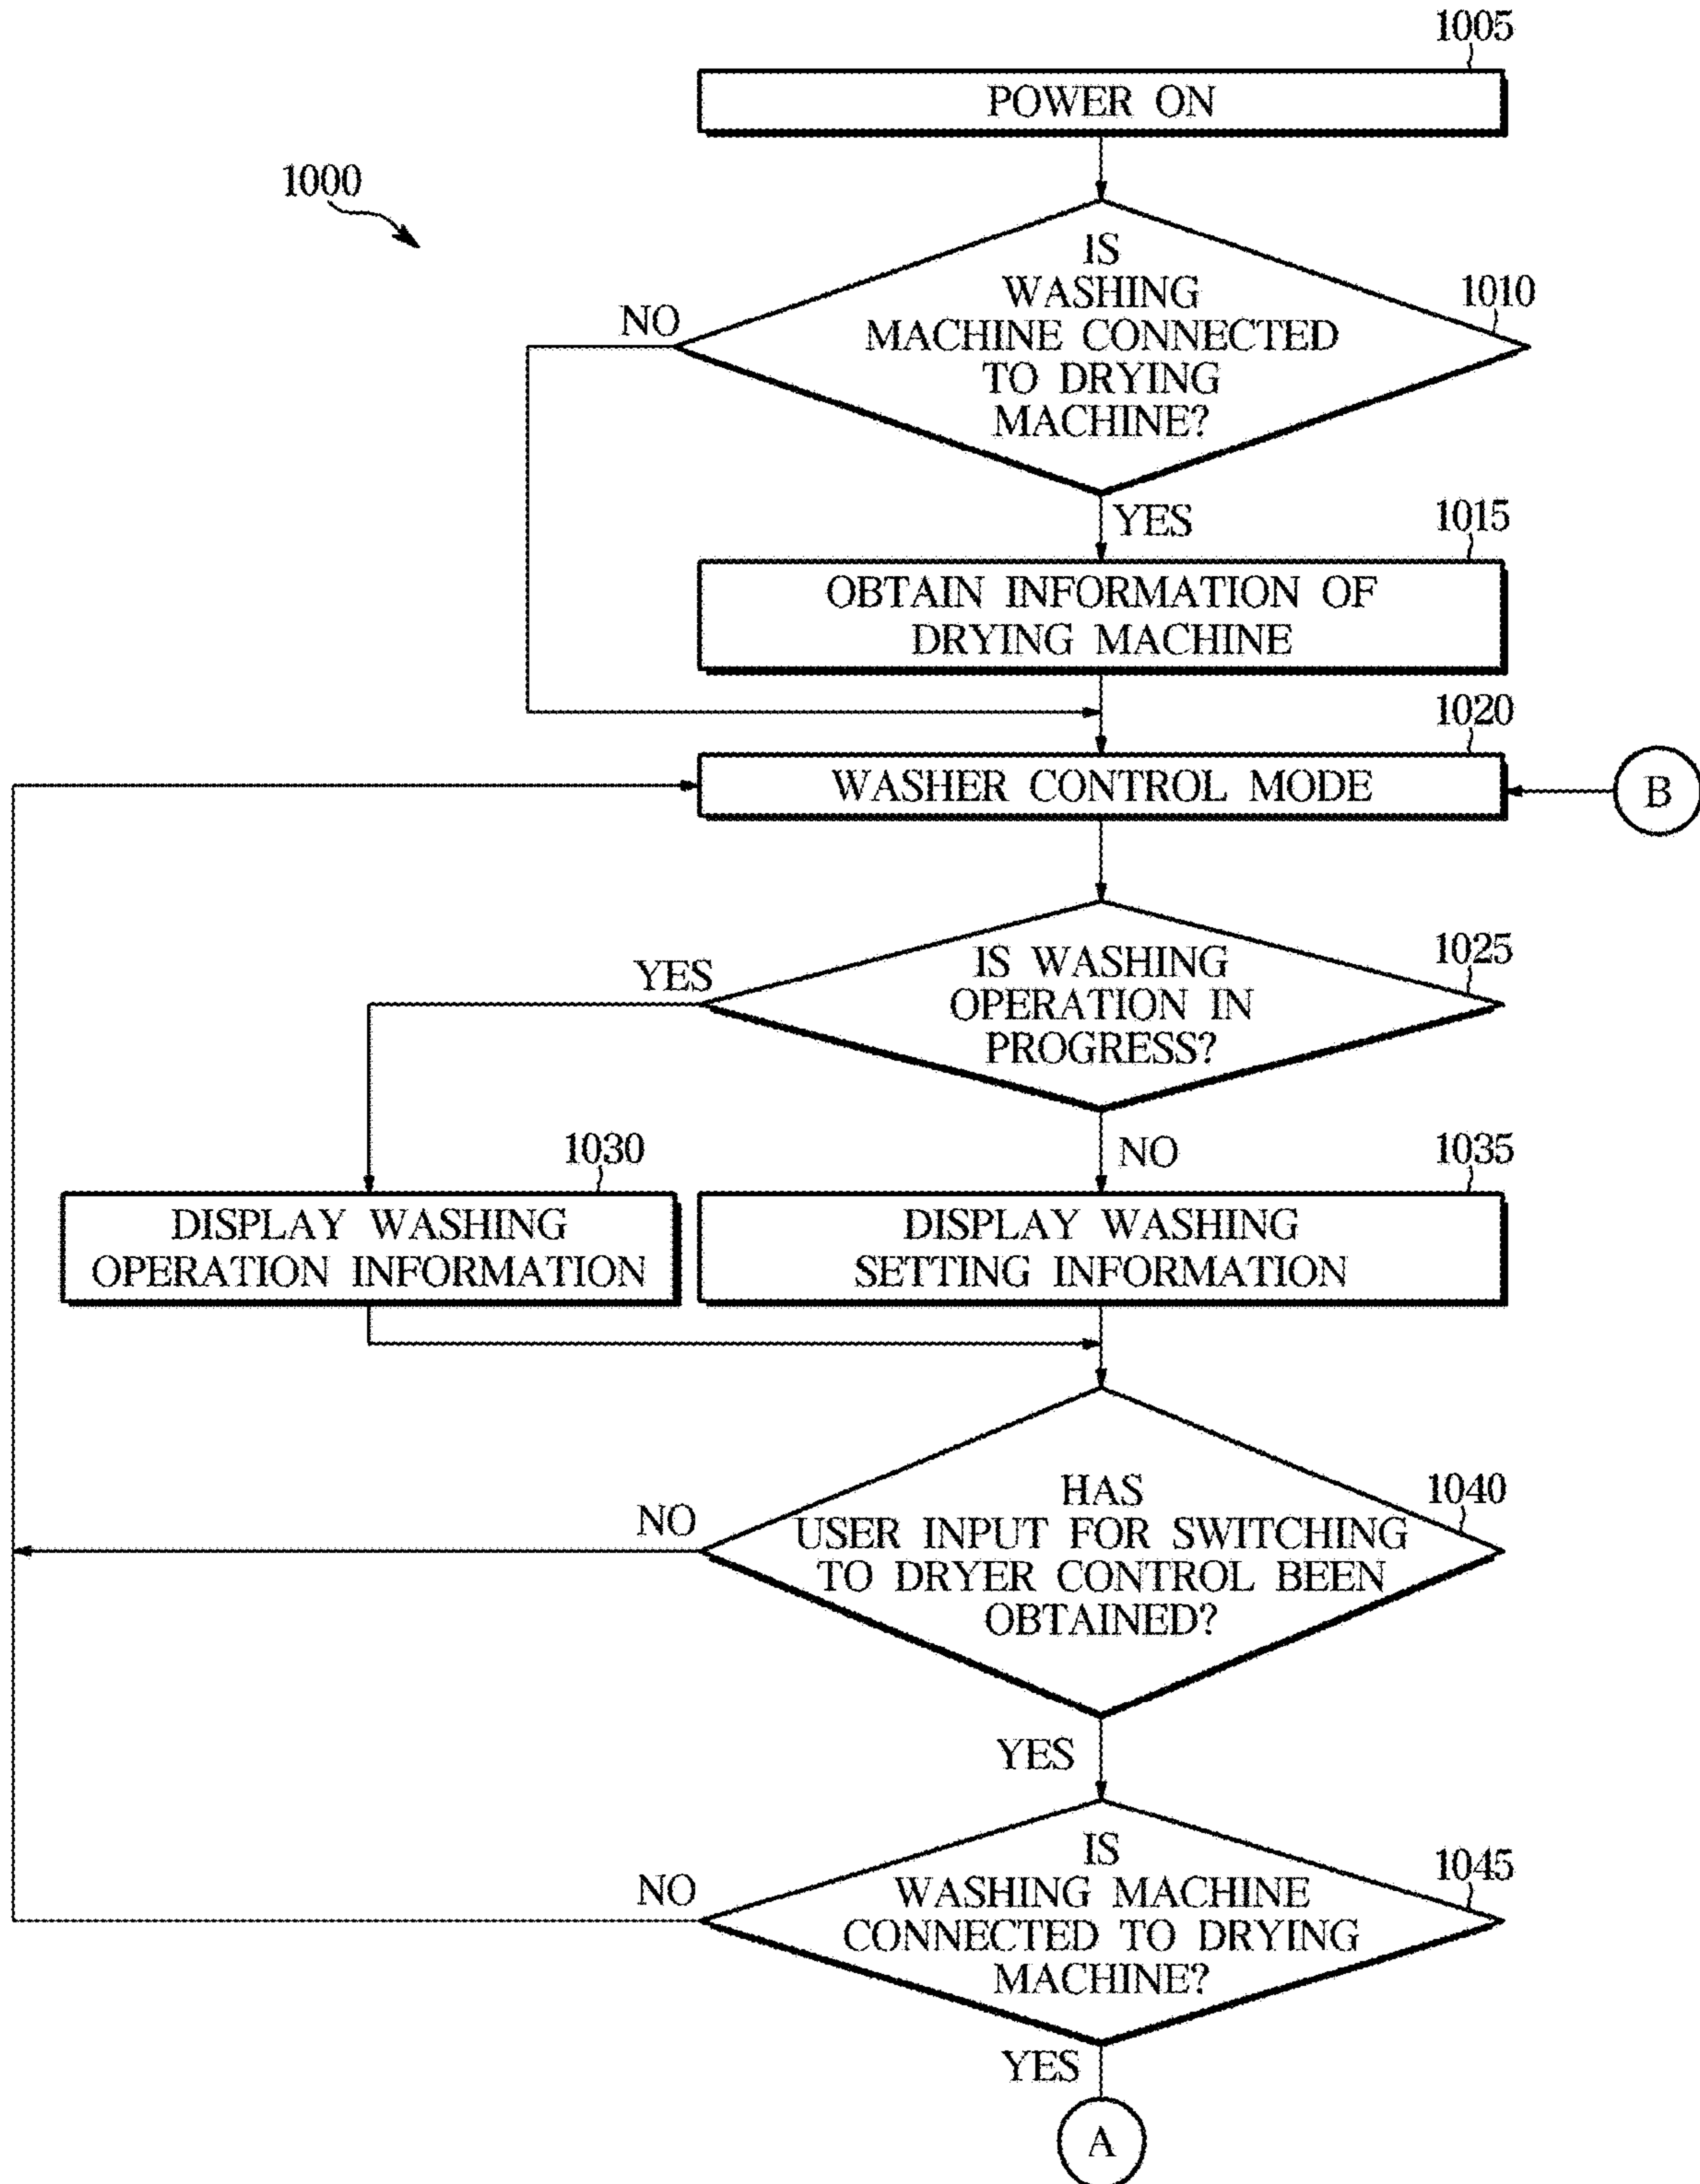 1005
POWER ON
1000
IS
WASHING
MACHINE CONNECTED
TO DRYING
MACHINE?
1010
NO
YES
1015
OBTAIN INFORMATION OF
DRYING MACHINE
1020
WASHER CONTROL MODE
B
IS WASHING
OPERATION IN
PROGRESS?
1025
YES
NO
1030
DISPLAY WASHING
OPERATION INFORMATION
1035
DISPLAY WASHING
SETTING INFORMATION
HAS
USER INPUT FOR SWITCHING
TO DRYER CONTROL BEEN
OBTAINED?
1040
NO
YES
IS
WASHING MACHINE
CONNECTED TO DRYING
MACHINE?
1045
NO
YES
A